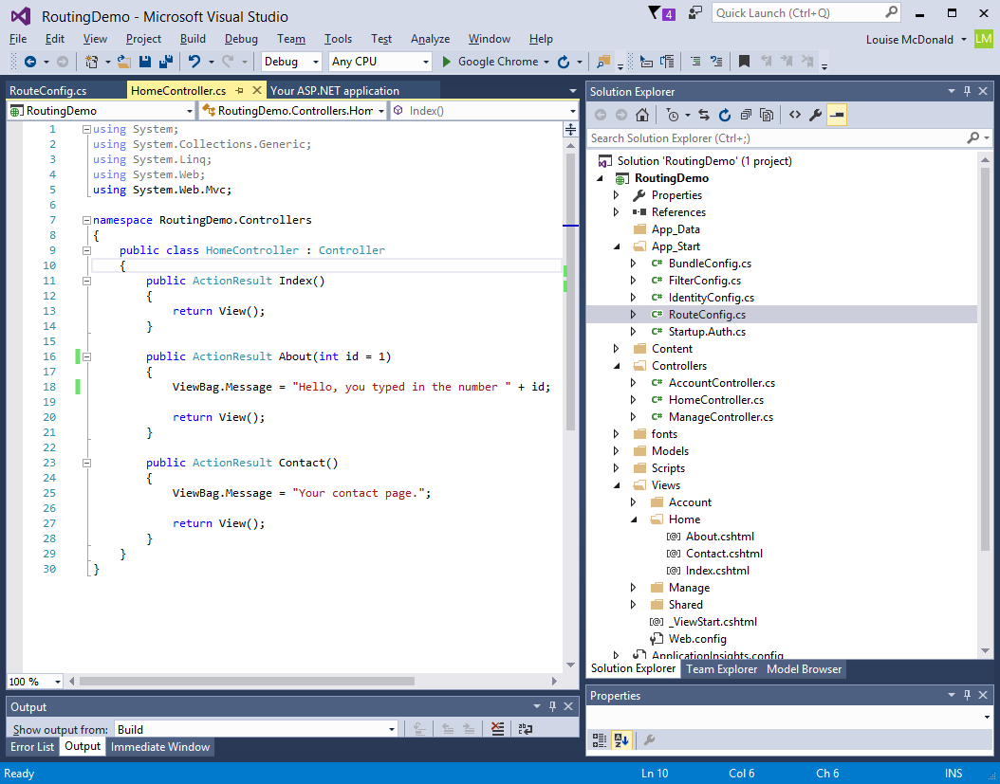 RoutingDemo - Microsoft Visual Studio
4
Quick Launch (Ctrl+Q)
File Edit View Project Build Debug Team Tools Test Analyze Window Help
Louise McDonald LM
Debug Any CPU Google Chrome
RouteConfig.cs HomeController.cs Your ASP.NET application
RoutingDemo RoutingDemo.Controllers.Hom Index()
1 using System;
2 using System.Collections.Generic;
3 using System.Linq;
4 using System.Web;
5 using System.Web.Mvc;
6
7 namespace RoutingDemo.Controllers
8 {
9 public class HomeController : Controller
10 {
11 public ActionResult Index()
12 {
13 return View();
14 }
15
16 public ActionResult About(int id = 1)
17 {
18 ViewBag.Message = "Hello, you typed in the number " + id;
19
20 return View();
21 }
22
23 public ActionResult Contact()
24 {
25 ViewBag.Message = "Your contact page.";
26
27 return View();
28 }
29 }
30 }
100 %
Output
Show output from: Build
Error List Output Immediate Window
Solution Explorer
Search Solution Explorer (Ctrl+;)
Solution 'RoutingDemo' (1 project)
RoutingDemo
Properties
References
App_Data
App_Start
C# BundleConfig.cs
C# FilterConfig.cs
C# IdentityConfig.cs
C# RouteConfig.cs
C# Startup.Auth.cs
Content
Controllers
C# AccountController.cs
C# HomeController.cs
C# ManageController.cs
fonts
Models
Scripts
Views
Account
Home
[@] About.cshtml
[@] Contact.cshtml
[@] Index.cshtml
Manage
Shared
[@] _ViewStart.cshtml
Web.config
ApplicationInsights.config
Solution Explorer Team Explorer Model Browser
Properties
Ready Ln 10 Col 6 Ch 6 INS